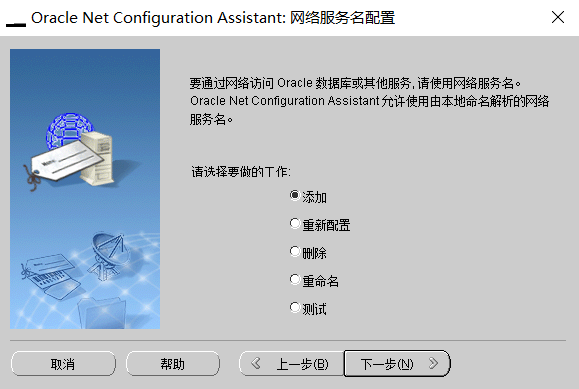 Oracle Net Configuration Assistant: 网络服务名配置
要通过网络访问 Oracle 数据库或其他服务,请使用网络服务名。
Oracle Net Configuration Assistant 允许使用由本地命名解析的网络
服务名。
请选择要做的工作:
添加
重新配置
删除
重命名
测试
取消
帮助
上一步(B)
下一步(N)